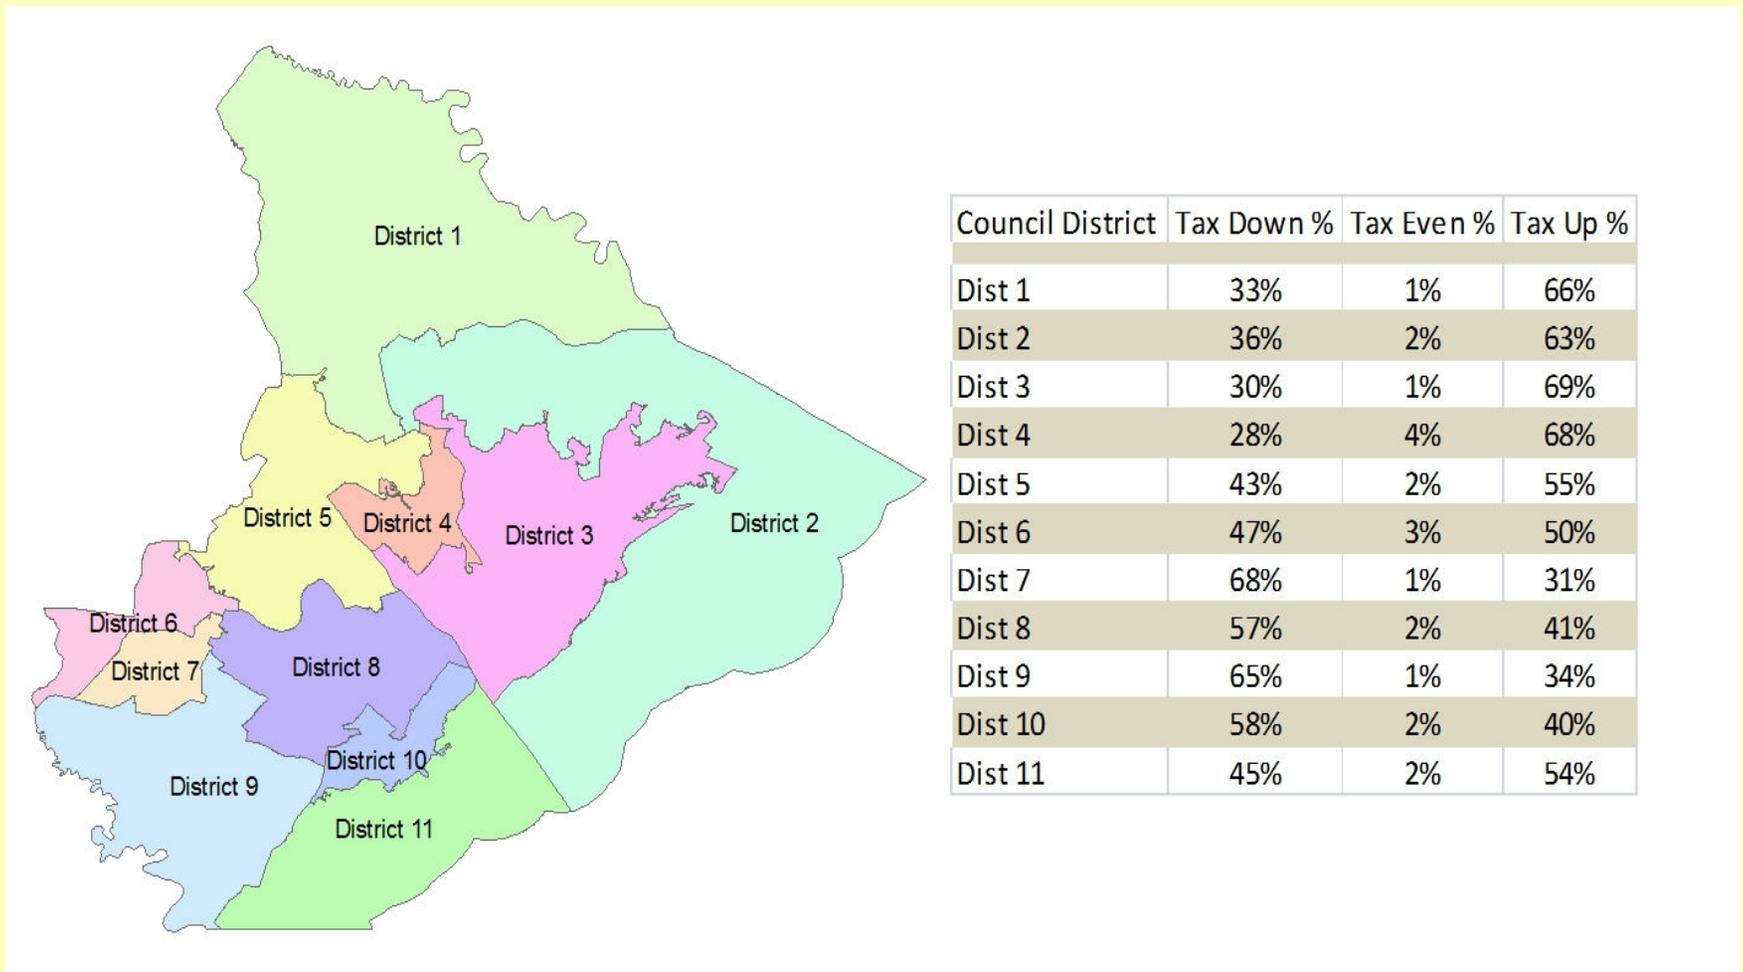 District 1
District 5
District 4
District 3
District 2
District 6
District 7
District 8
District 10
District 9
District 11
Council District Tax Down % Tax Even % Tax Up %
Dist 1 33% 1% 66%
Dist 2 36% 2% 63%
Dist 3 30% 1% 69%
Dist 4 28% 4% 68%
Dist 5 43% 2% 55%
Dist 6 47% 3% 50%
Dist 7 68% 1% 31%
Dist 8 57% 2% 41%
Dist 9 65% 1% 34%
Dist 10 58% 2% 40%
Dist 11 45% 2% 54%